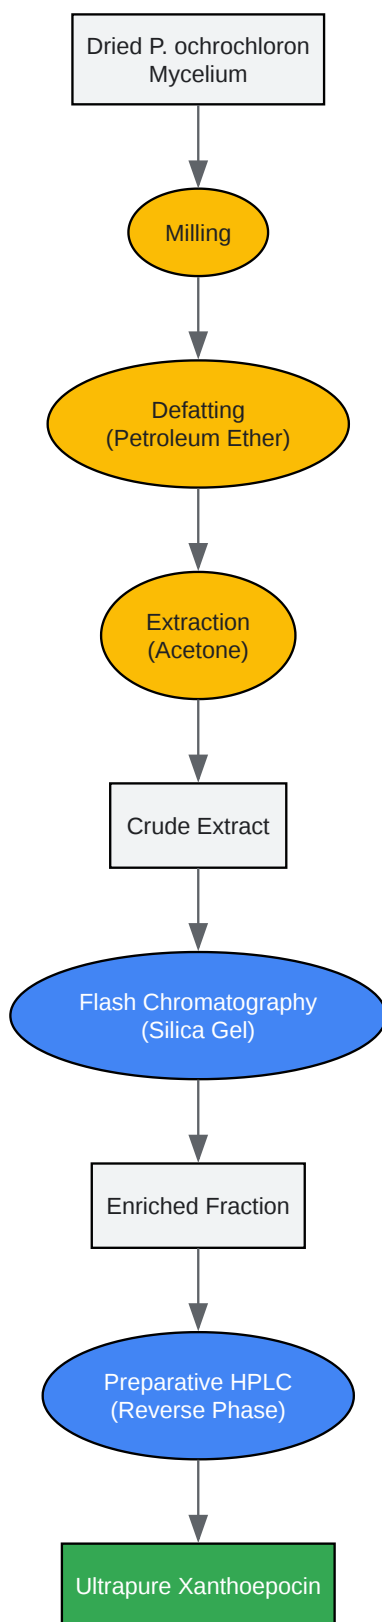 Dried P. ochrochloron
Mycelium
Milling
Defatting
(Petroleum Ether)
Extraction
(Acetone)
Crude Extract
Flash Chromatography
(Silica Gel)
Enriched Fraction
Preparative HPLC
(Reverse Phase)
Ultrapure Xanthoepocin